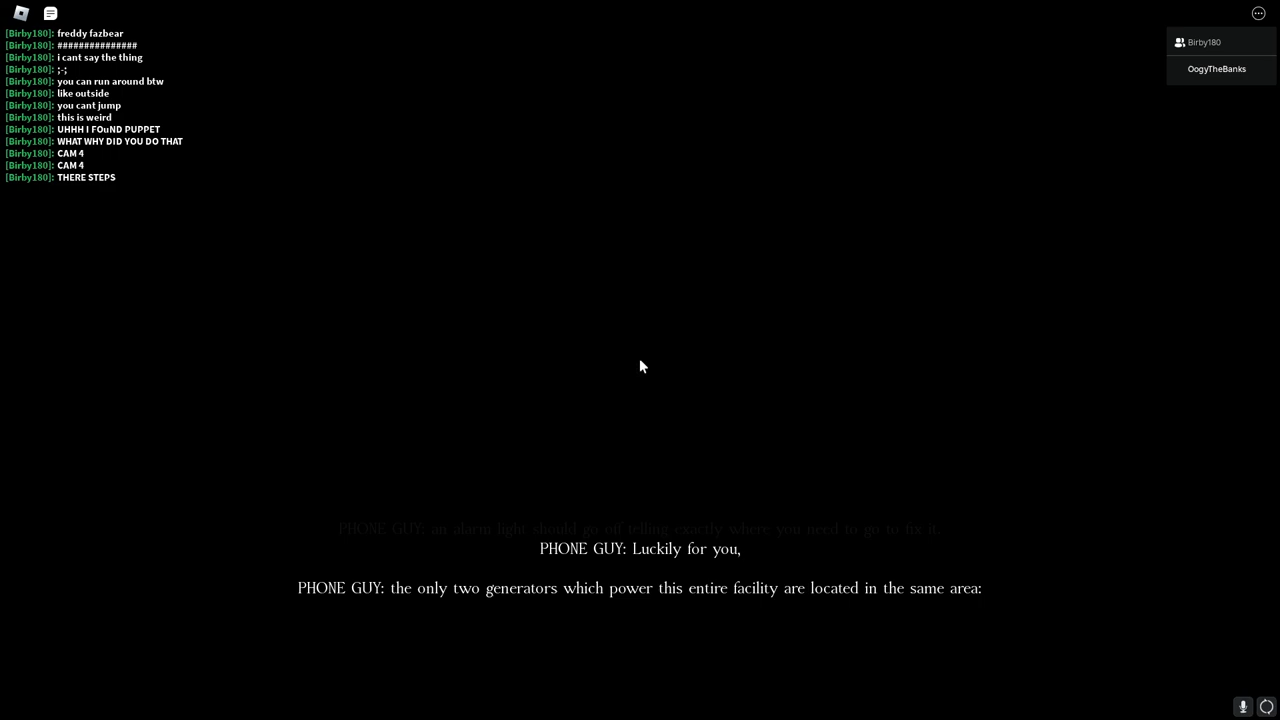 [Birby180]: freddy fazbear
[Birby180]: ##############
[Birby180]: i cant say the thing
[Birby180]: ;-;
[Birby180]: you can run around btw
[Birby180]: like outside
[Birby180]: you cant jump
[Birby180]: this is weird
[Birby180]: UHHH I FOuND PUPPET
[Birby180]: WHAT WHY DID YOU DO THAT
[Birby180]: CAM 4
[Birby180]: CAM 4
[Birby180]: THERE STEPS
Birby180
OogyTheBanks
PHONE GUY: an alarm light should go off telling exactly where you need to go to fix it.
PHONE GUY: Luckily for you,
PHONE GUY: the only two generators which power this entire facility are located in the same area: